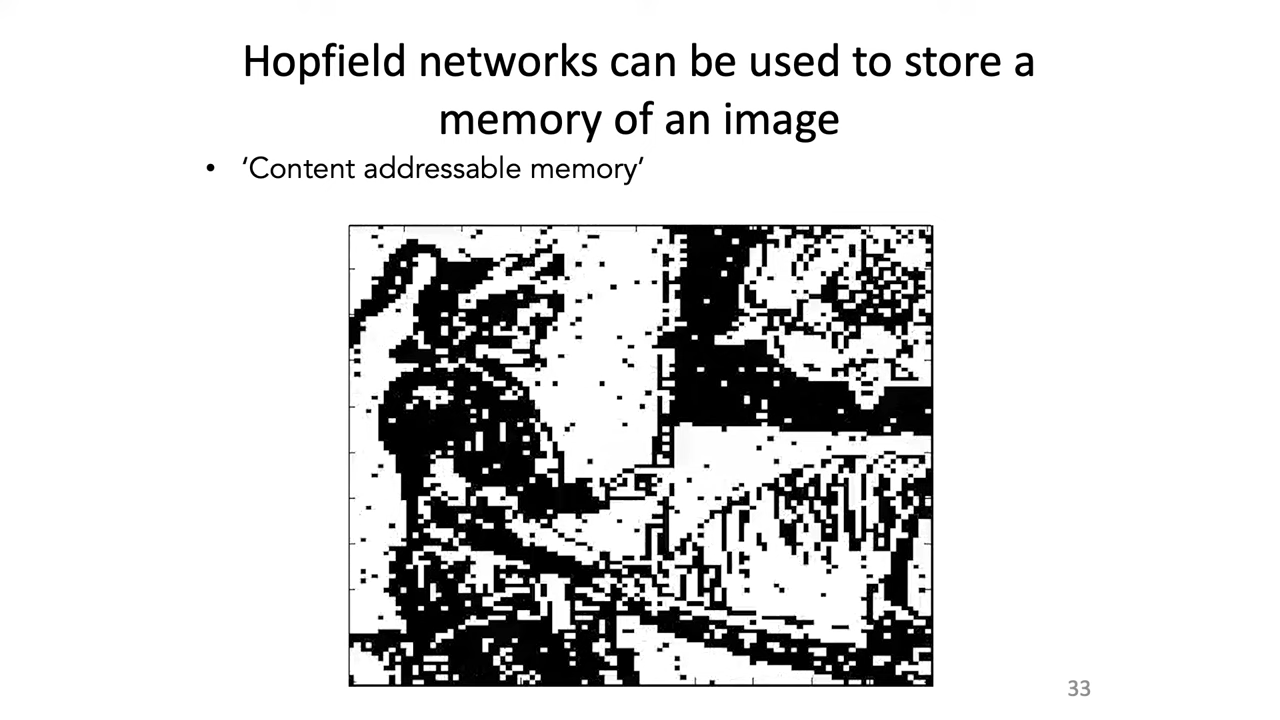 Hopfield networks can be used to store a
memory of an image
• ‘Content addressable memory’
33